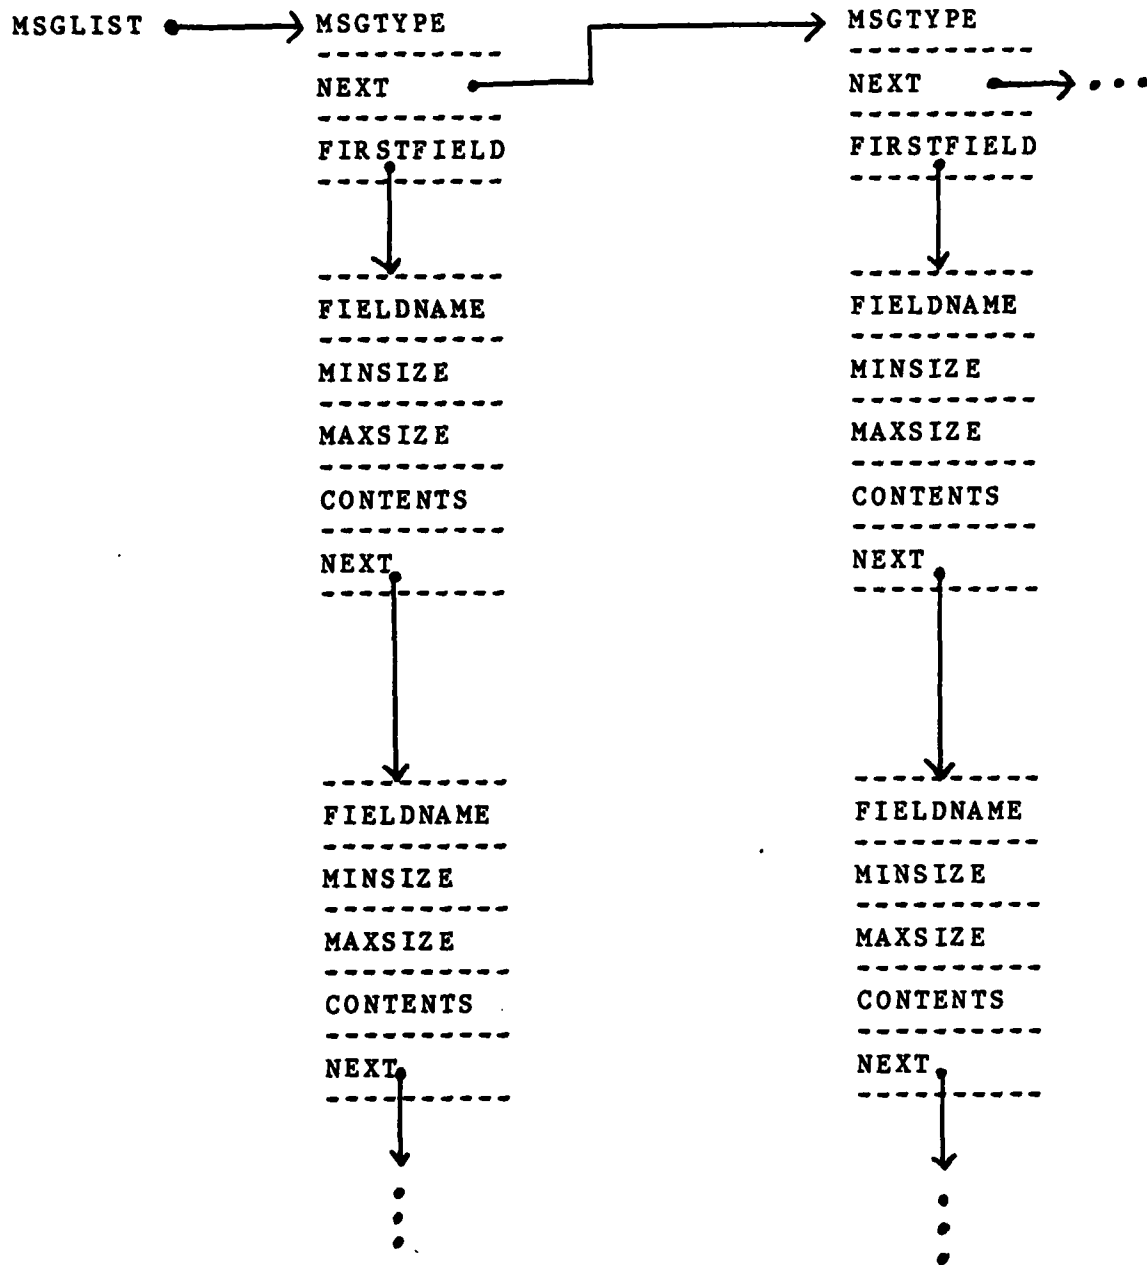 MSGLIST
MSGTYPE
NEXT
FIRSTFIELD
FIELDNAME
MINSIZE
MAXSIZE
CONTENTS
NEXT
FIELDNAME
MINSIZE
MAXSIZE
CONTENTS
NEXT
MSGTYPE
NEXT
FIRSTFIELD
FIELDNAME
MINSIZE
MAXSIZE
CONTENTS
NEXT
FIELDNAME
MINSIZE
MAXSIZE
CONTENTS
NEXT